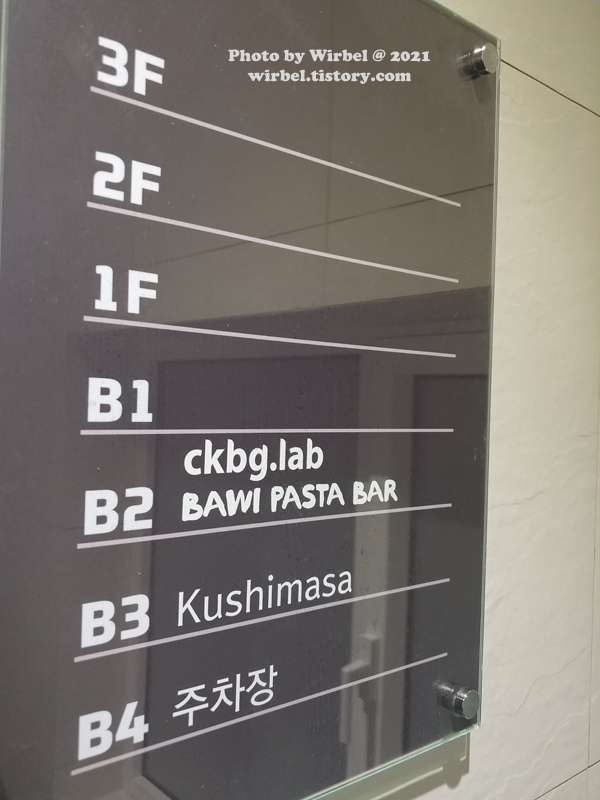 Photo by Wirbel @ 2021
wirbel.tistory.com
3F
2F
1F
B1
ckbg.lab
B2 BAWI PASTA BAR
B3 Kushimasa
B4 주차장